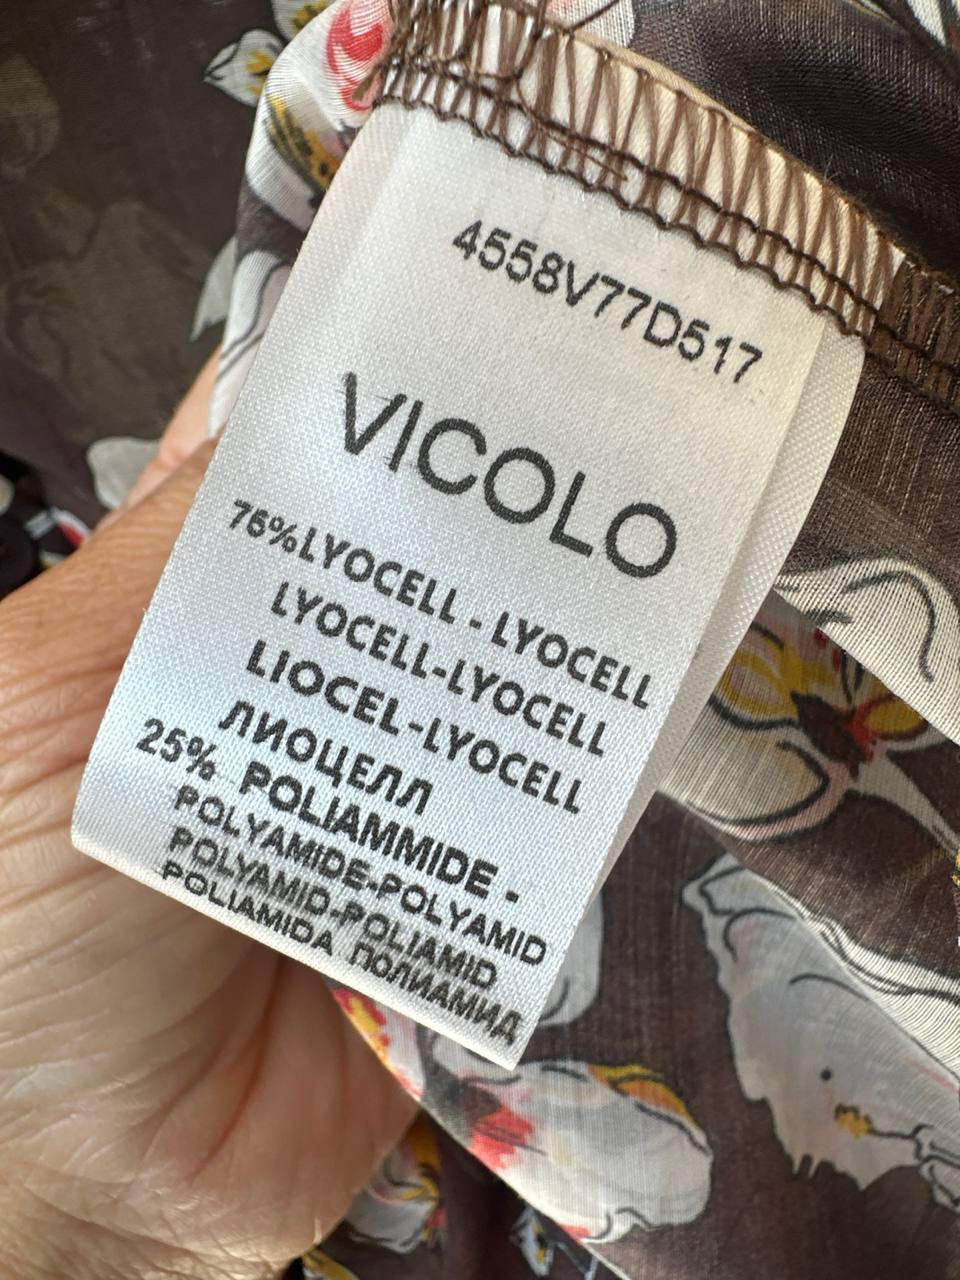 4558V77D517
VICOLO
75%LYOCELL - LYOCELL
LYOCELL-LYOCELL
LIOCEL-LYOCELL
ЛИОЦЕЛЛ
25% POLIAMMIDE -
POLYAMIDE-POLYAMID
POLYAMID-POLIAMID
POLIAMIDA ПОЛИАМИД